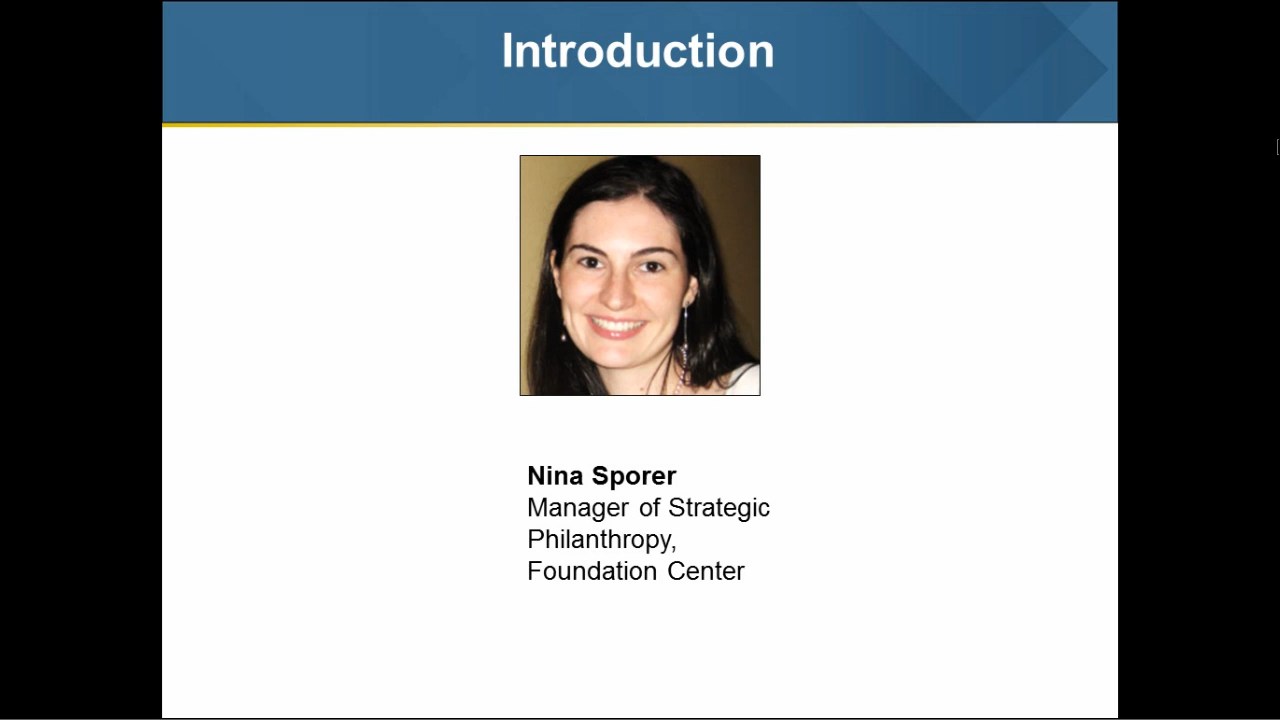 Introduction
Nina Sporer
Manager of Strategic
Philanthropy,
Foundation Center